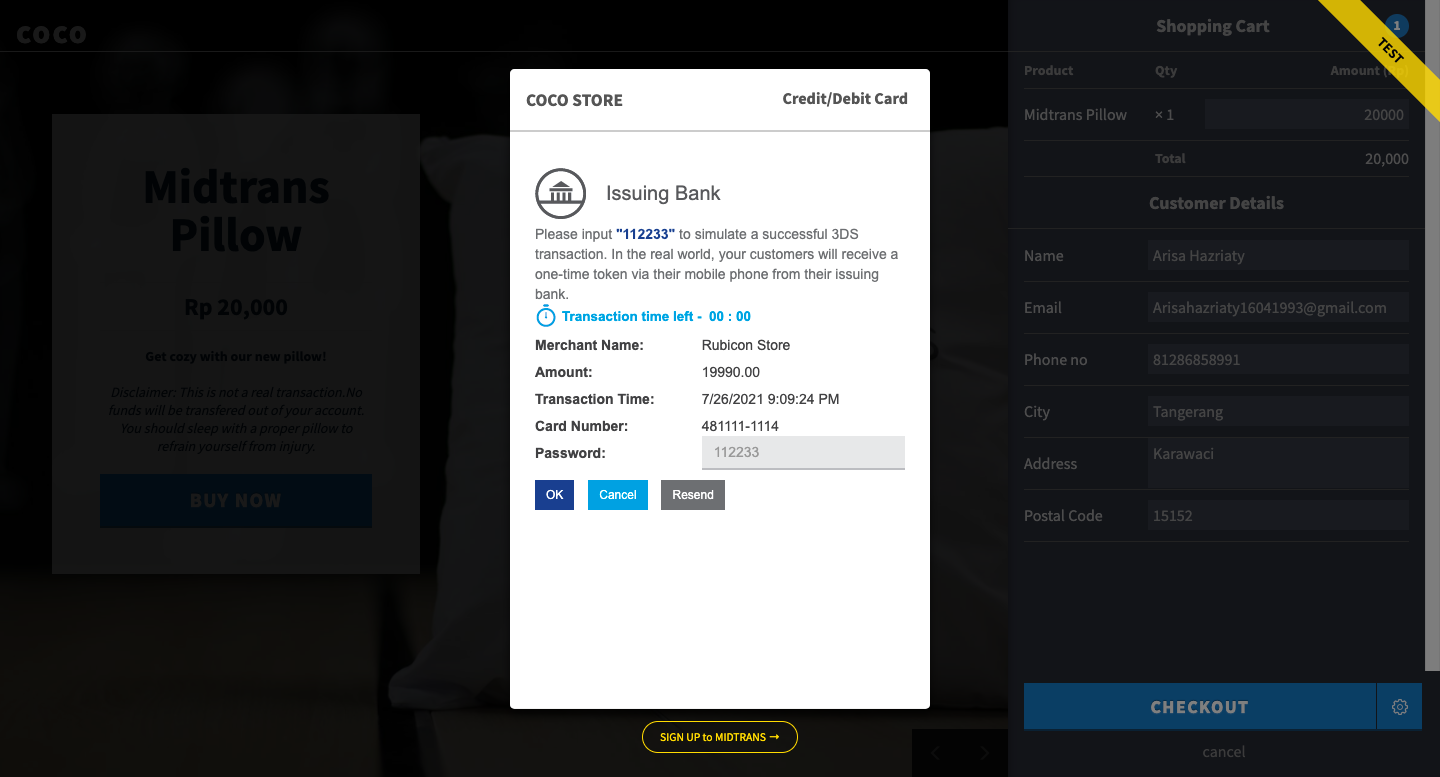 COCO
Midtrans
Pillow
Rp 20,000
Get cozy with our new pillow!
Disclaimer: This is not a real transaction.No
funds will be transfered out of your account.
You should sleep with a proper pillow to
refrain yourself from injury.
BUY NOW
COCO STORE
Credit/Debit Card
Issuing Bank
Please input "112233" to simulate a successful 3DS
transaction. In the real world, your customers will receive a
one-time token via their mobile phone from their issuing
bank.
Transaction time left - 00 : 00
Merchant Name: Rubicon Store
Amount: 19990.00
Transaction Time: 7/26/2021 9:09:24 PM
Card Number: 481111-1114
Password: 112233
OK Cancel Resend
SIGN UP to MIDTRANS →
Shopping Cart 1
TEST
Product Qty Amount (Rp)
Midtrans Pillow × 1 20000
Total 20,000
Customer Details
Name Arisa Hazriaty
Email Arisahazriaty16041993@gmail.com
Phone no 81286858991
City Tangerang
Address Karawaci
Postal Code 15152
CHECKOUT
cancel